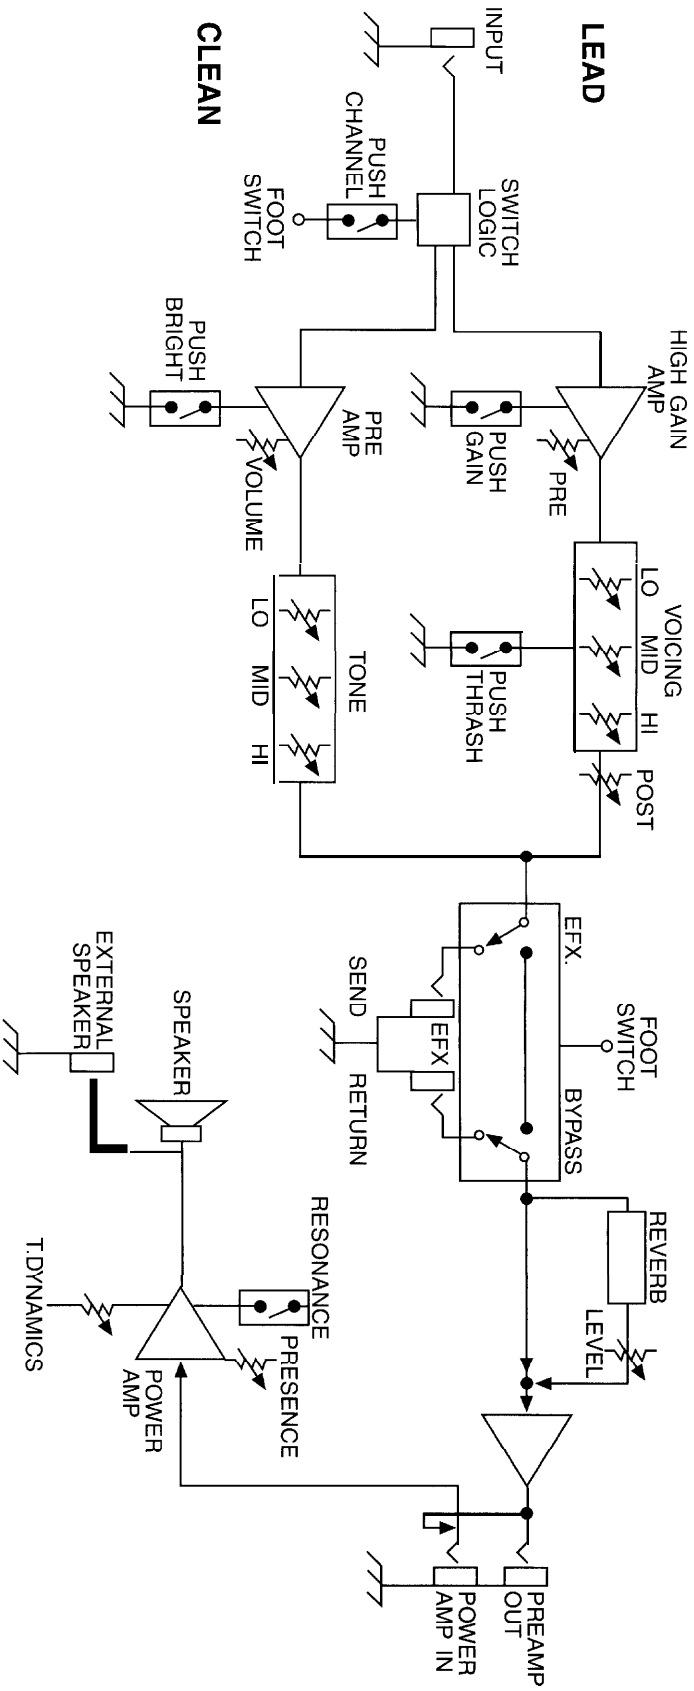 LEAD
INPUT
CLEAN
SWITCH
LOGIC
PUSH
CHANNEL
FOOT
SWITCH
HIGH GAIN
AMP
PUSH
GAIN
PRE
PRE
AMP
PUSH
BRIGHT
VOLUME
VOICING
LO
MID
HI
PUSH
THRASH
POST
TONE
LO
MID
HI
EFX.
BYPASS
FOOT
SWITCH
SEND
EFX
RETURN
REVERB
LEVEL
PREAMP
OUT
POWER
AMP IN
EXTERNAL
SPEAKER
SPEAKER
RESONANCE
PRESENCE
POWER
AMP
T.DYNAMICS